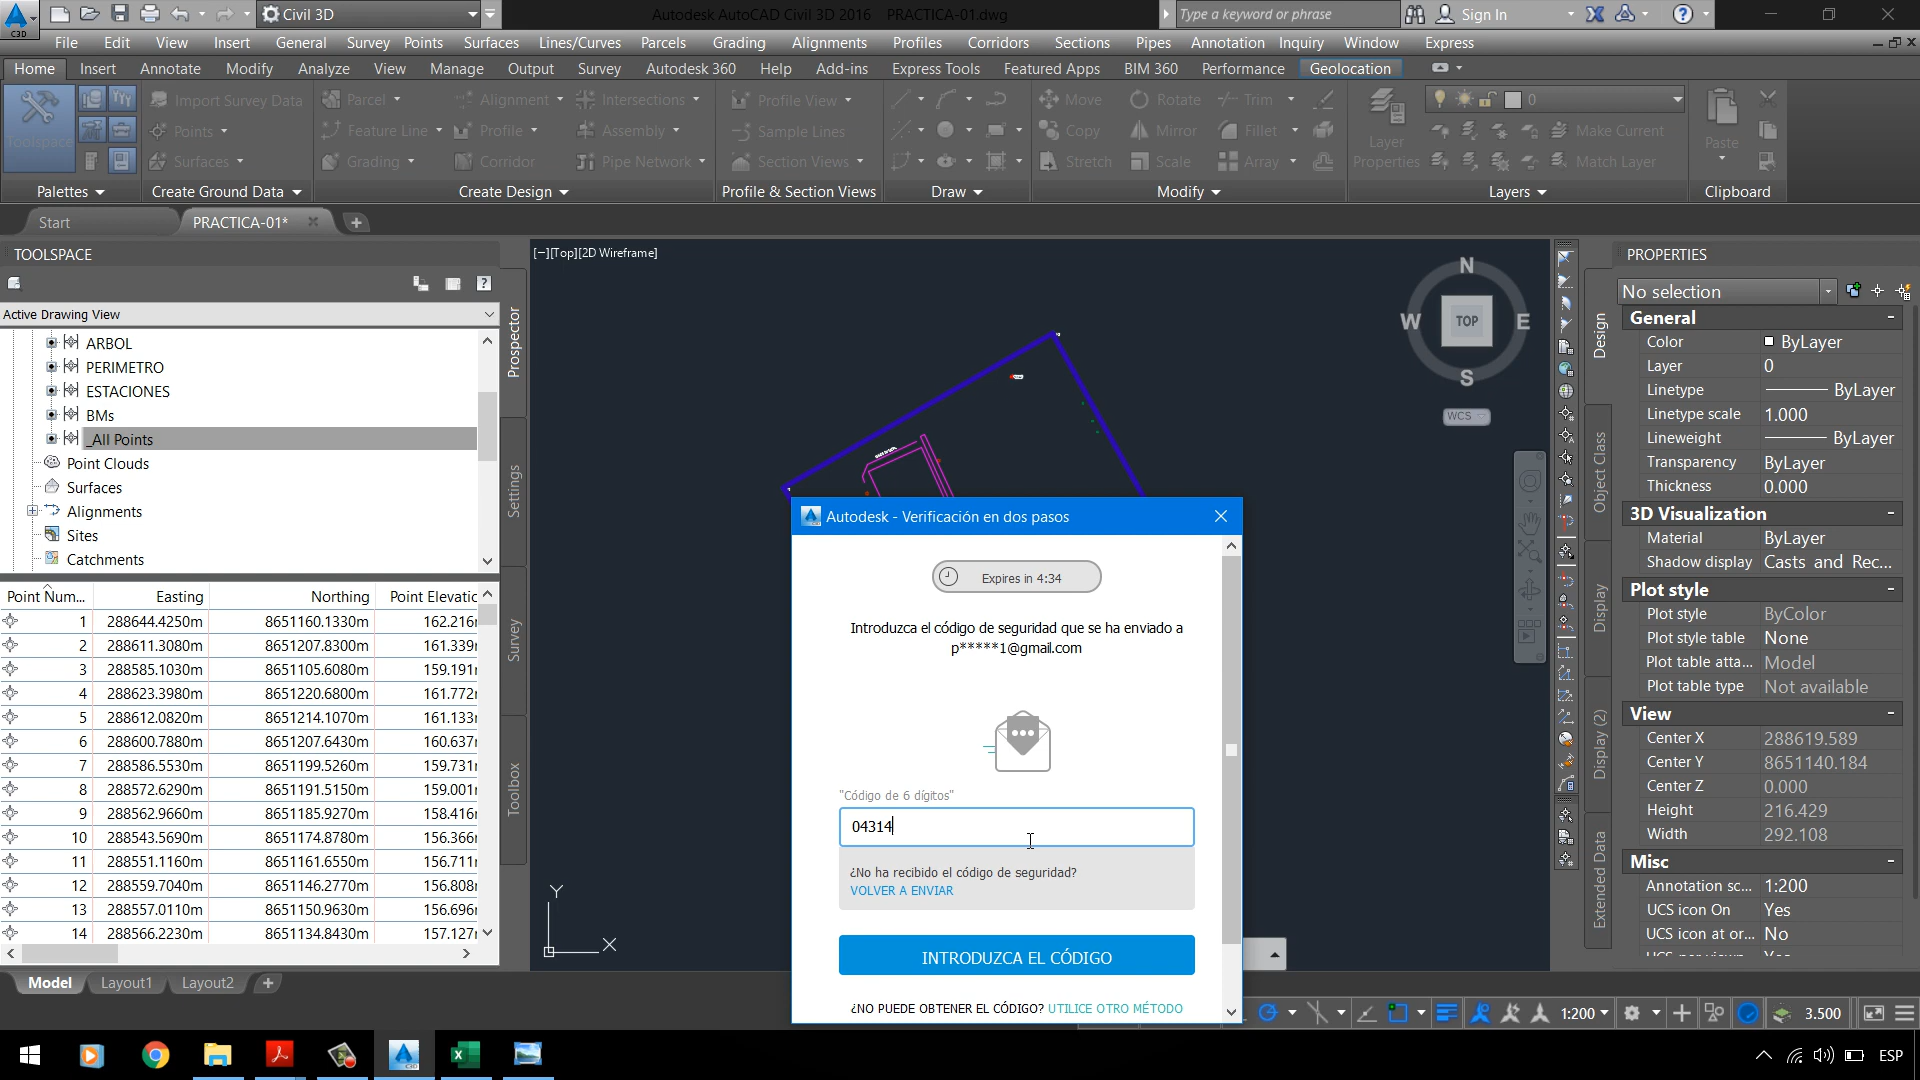 Civil 3D
Autodesk AutoCAD Civil 3D 2016 PRACTICA-01.dwg
Type a keyword or phrase
Sign In
C3D
File Edit View Insert General Survey Points Surfaces Lines/Curves Parcels Grading Alignments Profiles Corridors Sections Pipes Annotation Inquiry Window Express
Home Insert Annotate Modify Analyze View Manage Output Survey Autodesk 360 Help Add-ins Express Tools Featured Apps BIM 360 Performance Geolocation
Import Survey Data Parcel Alignment Intersections Profile View Move Rotate Trim 0
Toolspace Points Feature Line Profile Assembly Sample Lines Copy Mirror Fillet Layer Properties Make Current Paste
Surfaces Grading Corridor Pipe Network Section Views Stretch Scale Array Match Layer
Palettes Create Ground Data Create Design Profile & Section Views Draw Modify Layers Clipboard
Start PRACTICA-01*
TOOLSPACE
Active Drawing View
ARBOL
PERIMETRO
ESTACIONES
BMs
_All Points
Point Clouds
Surfaces
Alignments
Sites
Catchments
Prospector
Settings
Survey
Toolbox
Point Num... Easting Northing Point Elevatic
1 288644.4250m 8651160.1330m 162.216
2 288611.3080m 8651207.8300m 161.339
3 288585.1030m 8651105.6080m 159.191
4 288623.3980m 8651220.6800m 161.772
5 288612.0820m 8651214.1070m 161.133
6 288600.7880m 8651207.6430m 160.637
7 288586.5530m 8651199.5260m 159.731
8 288572.6290m 8651191.5150m 159.001
9 288562.9660m 8651185.9270m 158.416
10 288543.5690m 8651174.8780m 156.366
11 288551.1160m 8651161.6550m 156.711
12 288559.7040m 8651146.2770m 156.808
13 288557.0110m 8651150.9630m 156.696
14 288566.2230m 8651134.8430m 157.127
[−][Top][2D Wireframe]
N
W TOP E
S
WCS
Y
X
Autodesk - Verificación en dos pasos
Expires in 4:34
Introduzca el código de seguridad que se ha enviado a
p*****1@gmail.com
"Código de 6 dígitos"
04314
¿No ha recibido el código de seguridad?
VOLVER A ENVIAR
INTRODUZCA EL CÓDIGO
¿NO PUEDE OBTENER EL CÓDIGO? UTILICE OTRO MÉTODO
PROPERTIES
No selection
Design
Object Class
Display
Display (2)
Extended Data
General
Color ByLayer
Layer 0
Linetype ByLayer
Linetype scale 1.000
Lineweight ByLayer
Transparency ByLayer
Thickness 0.000
3D Visualization
Material ByLayer
Shadow display Casts and Rec...
Plot style
Plot style ByColor
Plot style table None
Plot table atta... Model
Plot table type Not available
View
Center X 288619.589
Center Y 8651140.184
Center Z 0.000
Height 216.429
Width 292.108
Misc
Annotation sc... 1:200
UCS icon On Yes
UCS icon at or... No
Model Layout1 Layout2
1:200 3.500
ESP